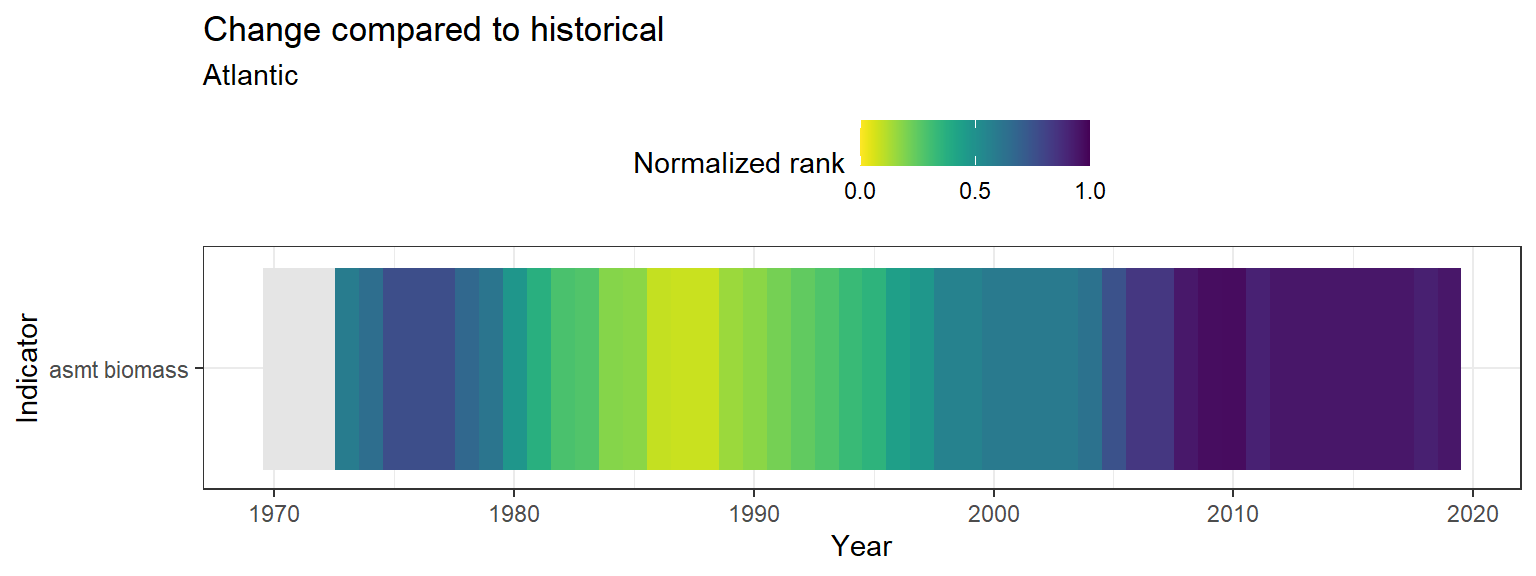 Change compared to historical
Atlantic
Normalized rank
0.0 0.5 1.0
Indicator
asmt biomass
1970 1980 1990 2000 2010 2020
Year